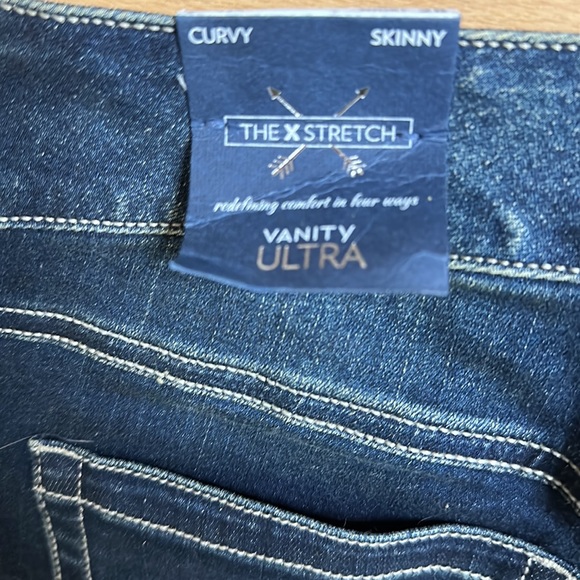 CURVY SKINNY
THE X STRETCH
redefining comfort in four ways
VANITY
ULTRA